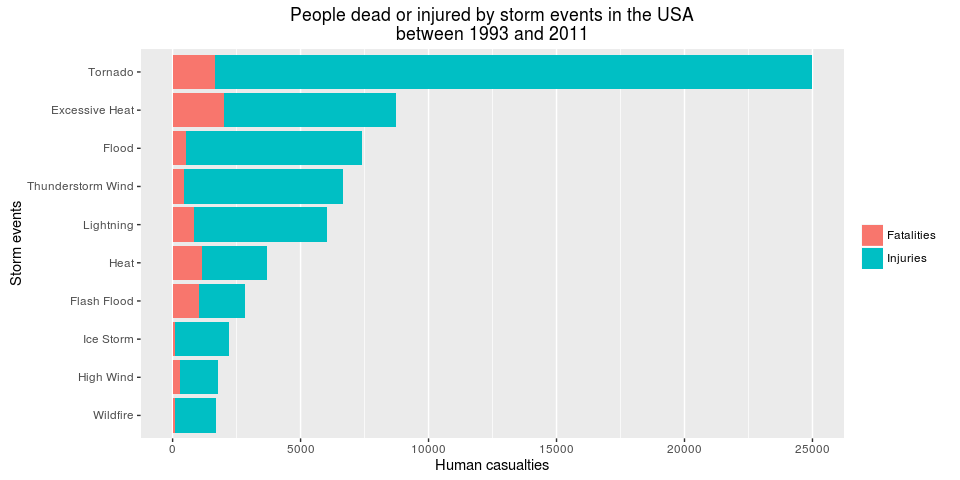 People dead or injured by storm events in the USA
between 1993 and 2011
Tornado
Excessive Heat
Flood
Thunderstorm Wind
Lightning
Heat
Flash Flood
Ice Storm
High Wind
Wildfire
Storm events
0 5000 10000 15000 20000 25000
Human casualties
Fatalities
Injuries